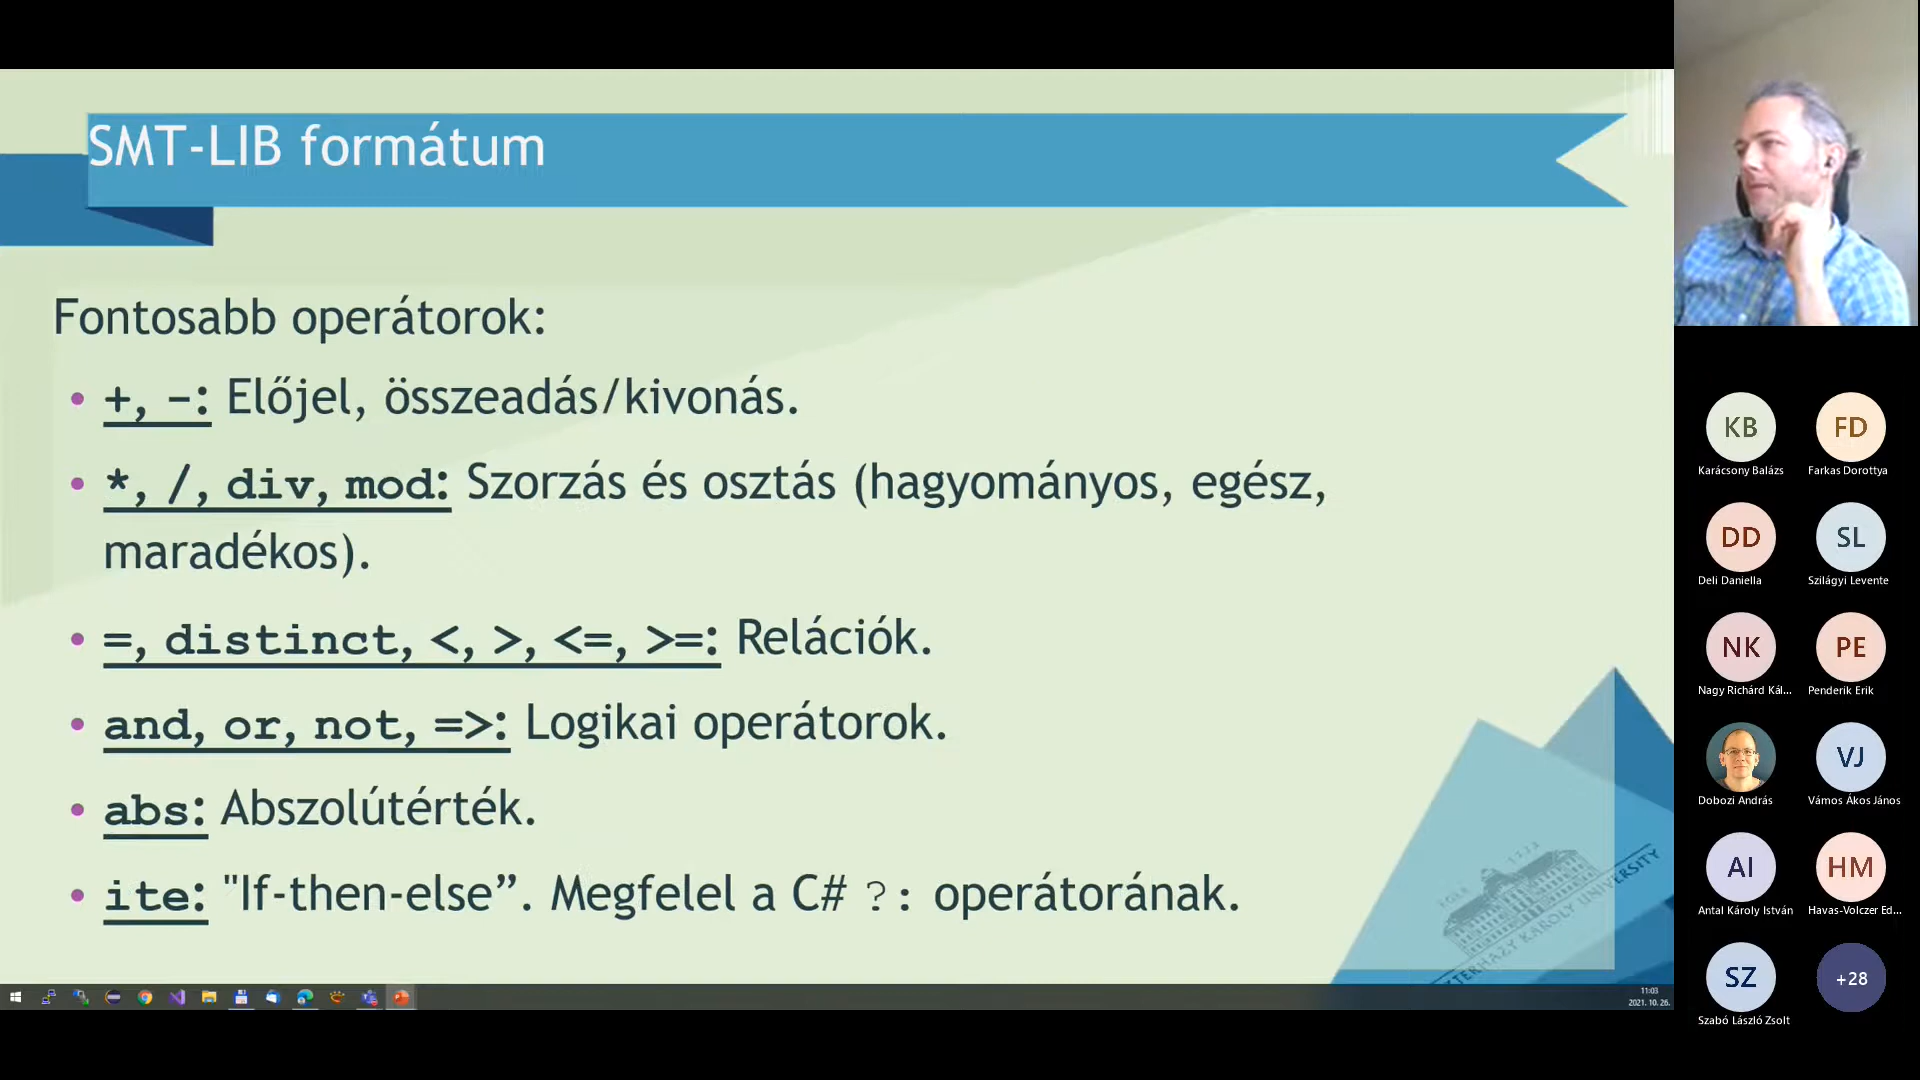 SMT-LIB formátum
Fontosabb operátorok:
• +, -: Előjel, összeadás/kivonás.
• *, /, div, mod: Szorzás és osztás (hagyományos, egész,
maradékos).
• =, distinct, <, >, <=, >=: Relációk.
• and, or, not, =>: Logikai operátorok.
• abs: Abszolútérték.
• ite: "If-then-else”. Megfelel a C# ?: operátorának.
11:03
2021. 10. 26.
KB
FD
Karácsony Balázs
Farkas Dorottya
DD
SL
Deli Daniella
Szilágyi Levente
NK
PE
Nagy Richárd Kál...
Penderik Erik
VJ
Dobozi András
Vámos Ákos János
AI
HM
Antal Károly István
Havas-Volczer Ed...
SZ
+28
Szabó László Zsolt